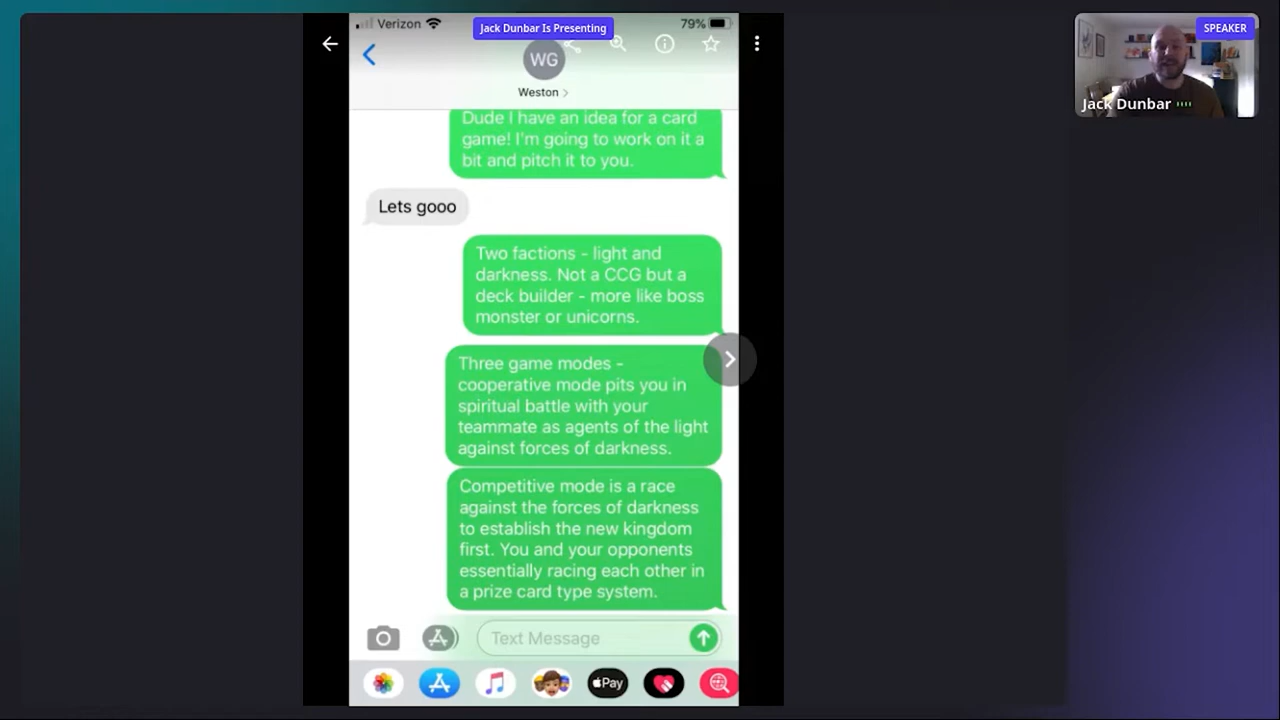 Verizon
Jack Dunbar Is Presenting
79%
SPEAKER
WG
Jack Dunbar
Weston
Dude I have an idea for a card
game! I'm going to work on it a
bit and pitch it to you.
Lets gooo
Two factions - light and
darkness. Not a CCG but a
deck builder - more like boss
monster or unicorns.
Three game modes -
cooperative mode pits you in
spiritual battle with your
teammate as agents of the light
against forces of darkness.
Competitive mode is a race
against the forces of darkness
to establish the new kingdom
first. You and your opponents
essentially racing each other in
a prize card type system.
Text Message
Pay